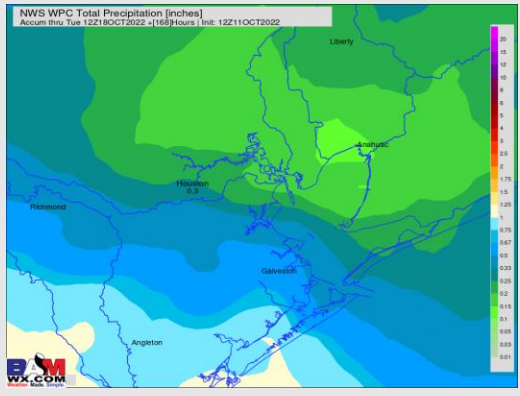 NWS WPC Total Precipitation [inches]
Accum thru Tue 12Z18OCT2022 +[168]Hours | Init: 12Z11OCT2022
Liberty
Anahuac
Houston
0.3
Richmond
Galveston
Angleton
20
15
10
8
6
5
4
3
2.5
2
1.75
1.5
1.25
1
0.75
0.67
0.5
0.33
0.25
0.2
0.15
0.1
0.05
0.03
0.01
BAM
WX.COM
Weather Made Simple.